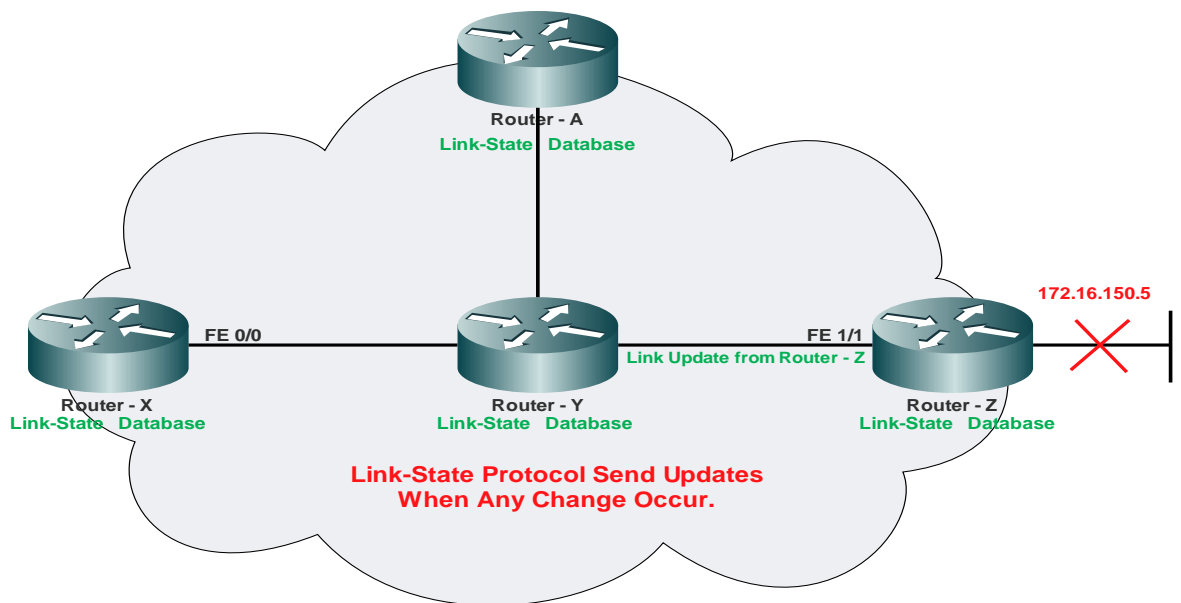 Router - A
Link-State Database
172.16.150.5
FE 0/0
FE 1/1
Link Update from Router - Z
Router - X
Link-State Database
Router - Y
Link-State Database
Router - Z
Link-State Database
Link-State Protocol Send Updates
When Any Change Occur.